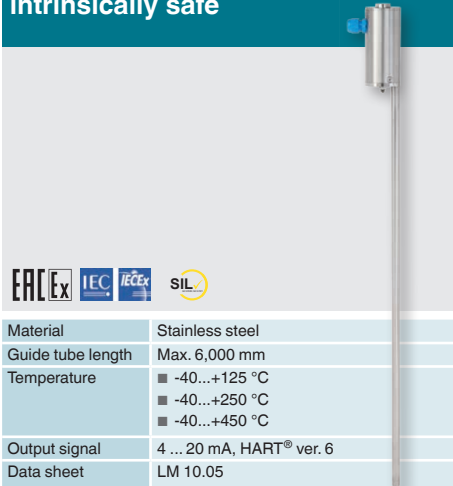 Intrinsically safe
EAC Ex IEC IECEx SIL
Material Stainless steel
Guide tube length Max. 6,000 mm
Temperature ■ -40...+125 °C
■ -40...+250 °C
■ -40...+450 °C
Output signal 4 ... 20 mA, HART® ver. 6
Data sheet LM 10.05